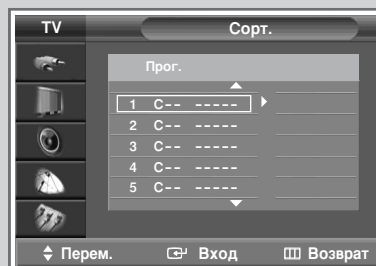 TV Сорт.
Прог.
1 C-- -----
2 C-- -----
3 C-- -----
4 C-- -----
5 C-- -----
Перем. Вход Возврат